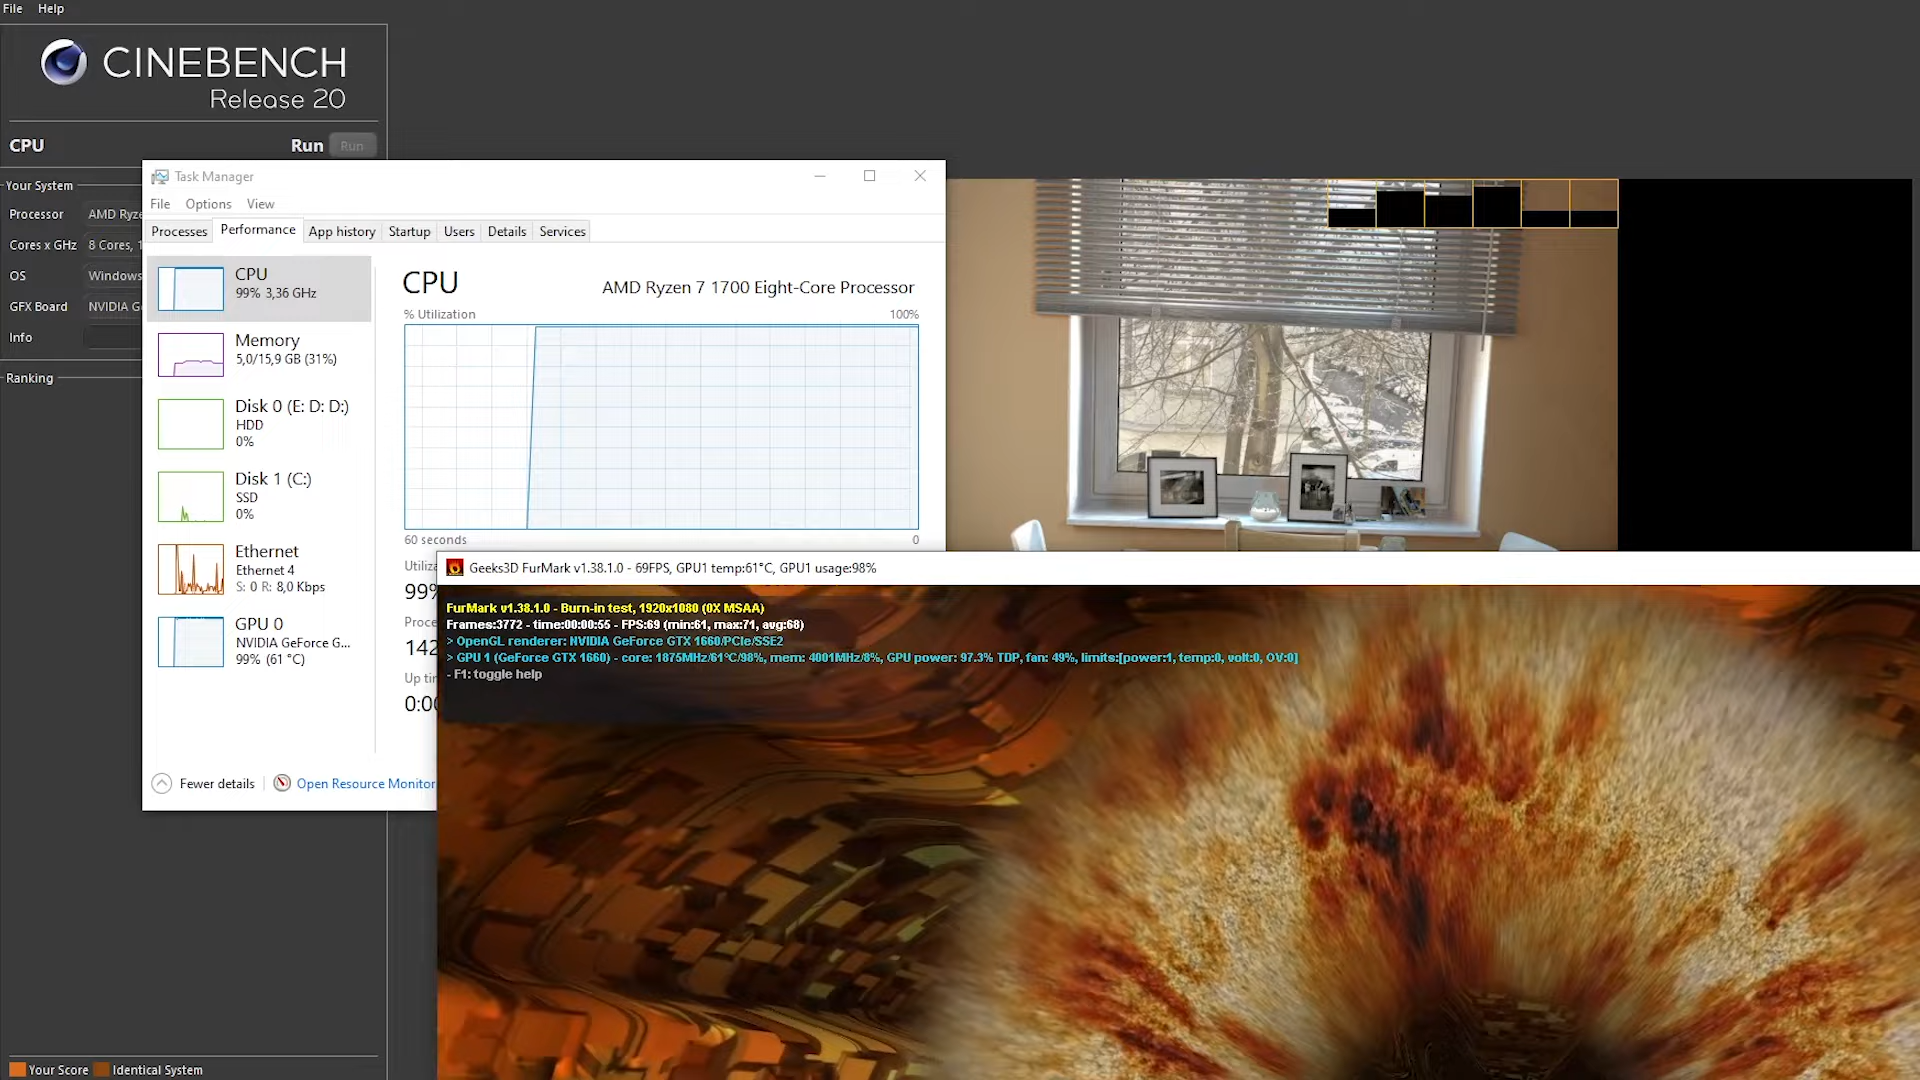 File Help
CINEBENCH
Release 20
CPU Run Run
Your System
Processor AMD Ryze
Cores x GHz 8 Cores, 1
OS Windows
GFX Board NVIDIA G
Info
Ranking
Task Manager
File Options View
Processes Performance App history Startup Users Details Services
CPU
99% 3,36 GHz
Memory
5,0/15,9 GB (31%)
Disk 0 (E: D: D:)
HDD
0%
Disk 1 (C:)
SSD
0%
Ethernet
Ethernet 4
S: 0 R: 8,0 Kbps
GPU 0
NVIDIA GeForce G...
99% (61 °C)
CPU AMD Ryzen 7 1700 Eight-Core Processor
% Utilization 100%
60 seconds 0
Utiliza
99%
Proce
142
Up tim
0:00
Fewer details Open Resource Monitor
Geeks3D FurMark v1.38.1.0 - 69FPS, GPU1 temp:61°C, GPU1 usage:98%
FurMark v1.38.1.0 - Burn-in test, 1920x1080 (0X MSAA)
Frames:3772 - time:00:00:55 - FPS:69 (min:61, max:71, avg:68)
> OpenGL renderer: NVIDIA GeForce GTX 1660/PCIe/SSE2
> GPU 1 (GeForce GTX 1660) - core: 1875MHz/61°C/98%, mem: 4001MHz/8%, GPU power: 97.3% TDP, fan: 49%, limits:[power:1, temp:0, volt:0, OV:0]
- F1: toggle help
Your Score Identical System